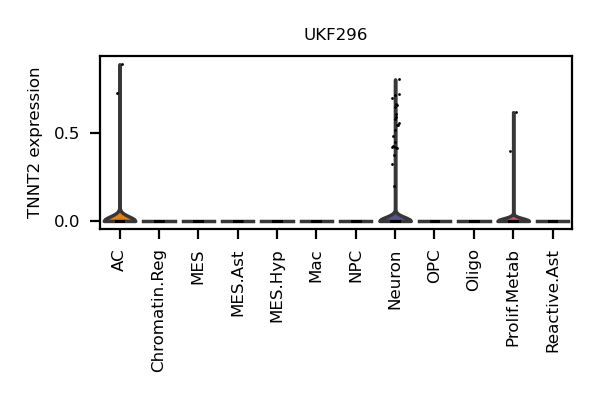 UKF296
TNNT2 expression
0.5
0.0
AC
Chromatin.Reg
MES
MES.Ast
MES.Hyp
Mac
NPC
Neuron
OPC
Oligo
Prolif.Metab
Reactive.Ast